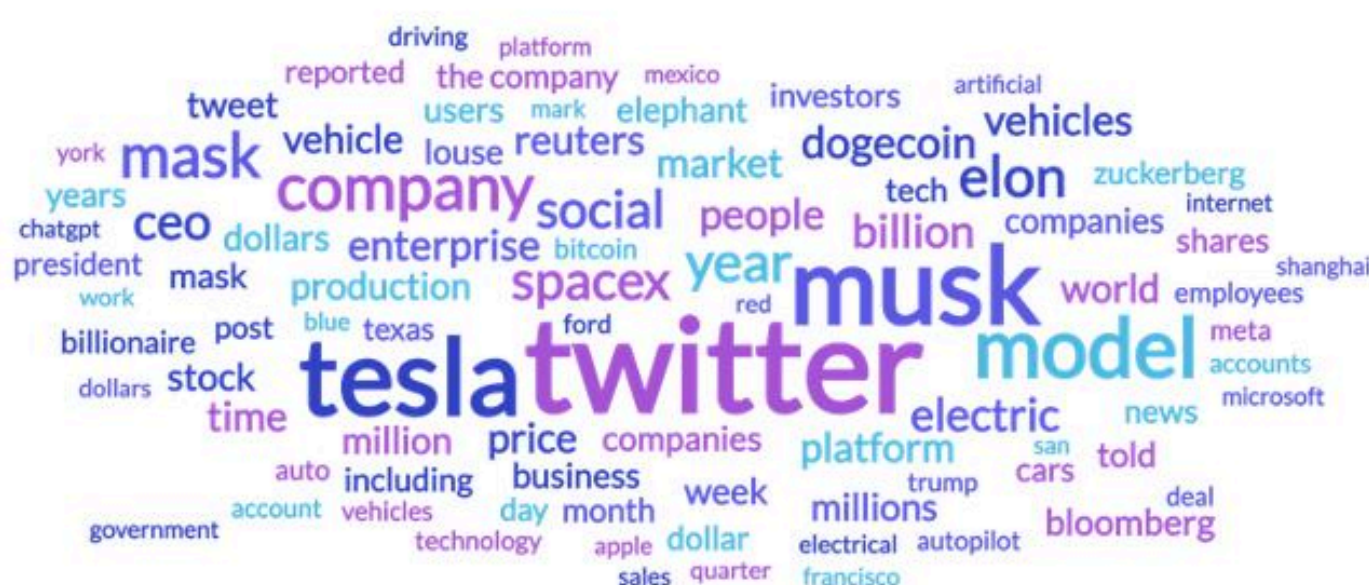 driving platform
reported the company mexico artificial
tweet users mark elephant investors
york mask vehicle louse reuters market dogecoin vehicles
years company social tech elon zuckerberg
chatgpt ceo dollars enterprise bitcoin people billion companies internet shares
president mask production spacex year musk world employees shanghai
work red
billionaire post blue texas ford model meta
dollars stock tesla twitter accounts
time electric news microsoft
million price companies platform san told
auto including business week trump cars deal
government account vehicles day month millions bloomberg
technology apple dollar electrical autopilot
sales quarter francisco